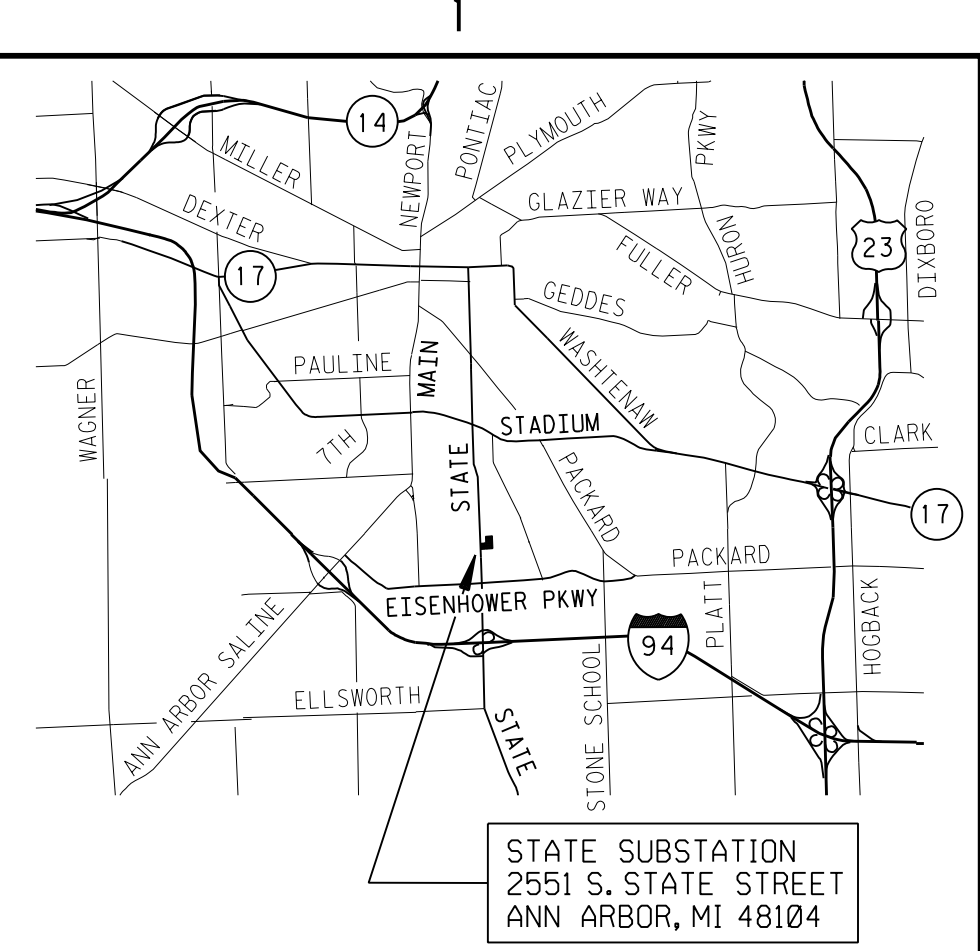 1
14
MILLER
NEWPORT
PONTIAC
PLYMOUTH
PKWY
DEXTER
GLAZIER WAY
HURON
FULLER
23
DIXBORO
17
GEDDES
PAULINE
MAIN
WASHTENAW
WAGNER
STADIUM
CLARK
7TH
STATE
PACKARD
17
PACKARD
EISENHOWER PKWY
ANN ARBOR SALINE
94
PLATT
HOGBACK
ELLSWORTH
STATE
STONE SCHOOL
STATE SUBSTATION
2551 S. STATE STREET
ANN ARBOR, MI 48104